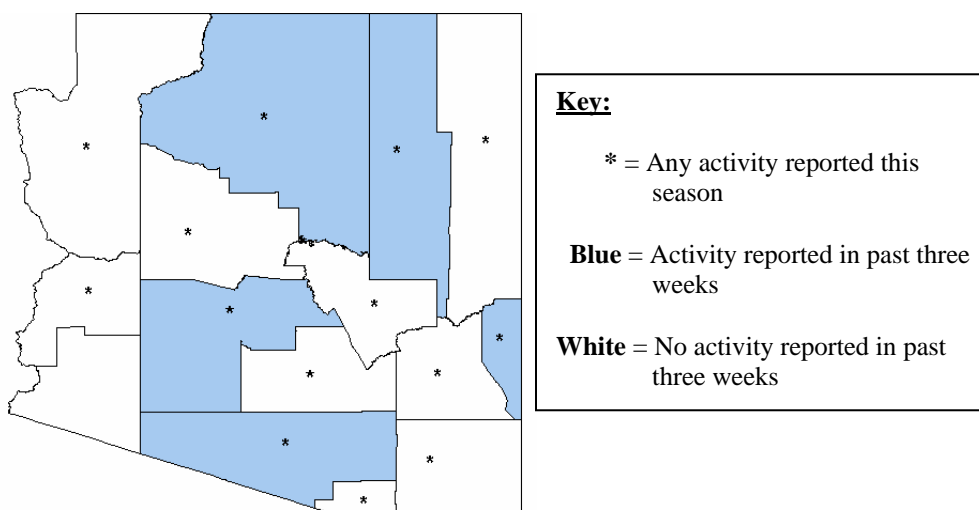 Key:
* = Any activity reported this
season
Blue = Activity reported in past three
weeks
White = No activity reported in past
three weeks
*
*
*
*
*
*
*
*
*
*
*
*
*
*